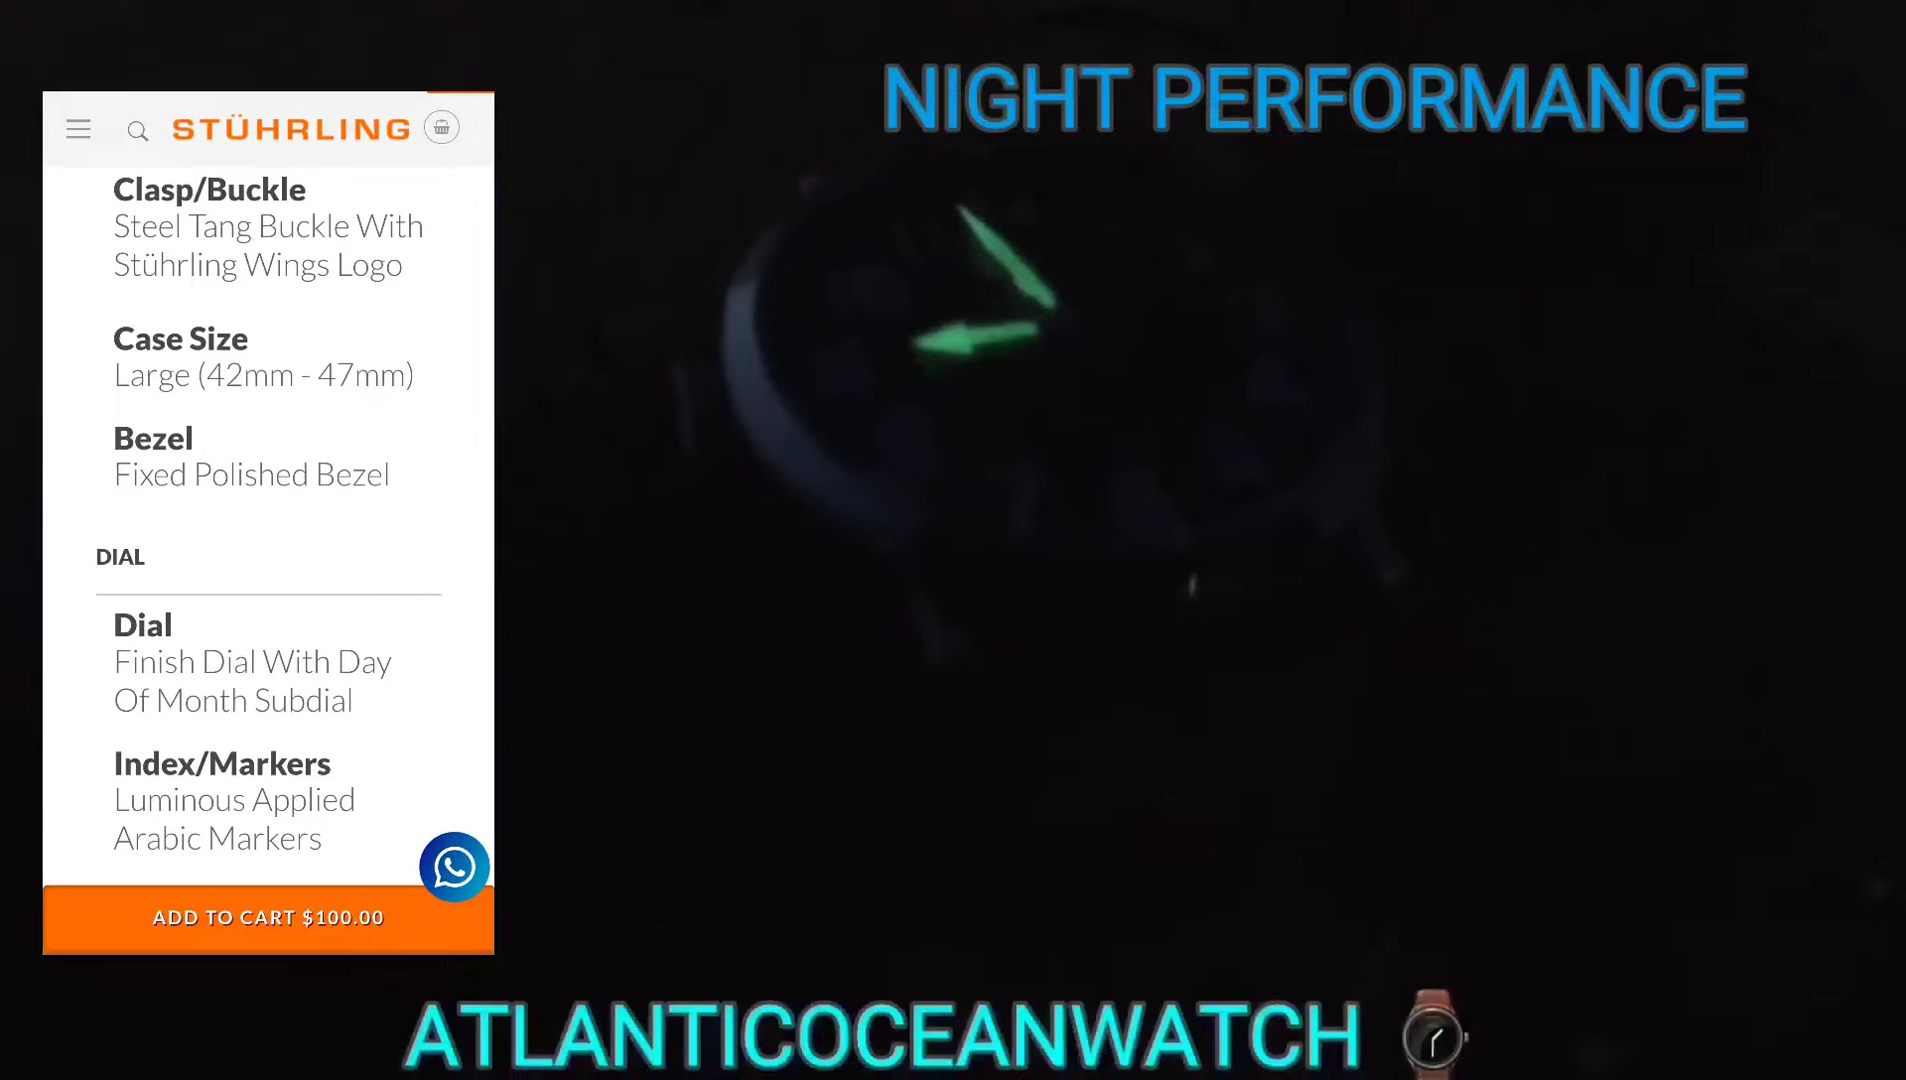 NIGHT PERFORMANCE
STÜHRLING
Clasp/Buckle
Steel Tang Buckle With
Stührling Wings Logo
Case Size
Large (42mm - 47mm)
Bezel
Fixed Polished Bezel
DIAL
Dial
Finish Dial With Day
Of Month Subdial
Index/Markers
Luminous Applied
Arabic Markers
ADD TO CART $100.00
ATLANTICOCEANWATCH